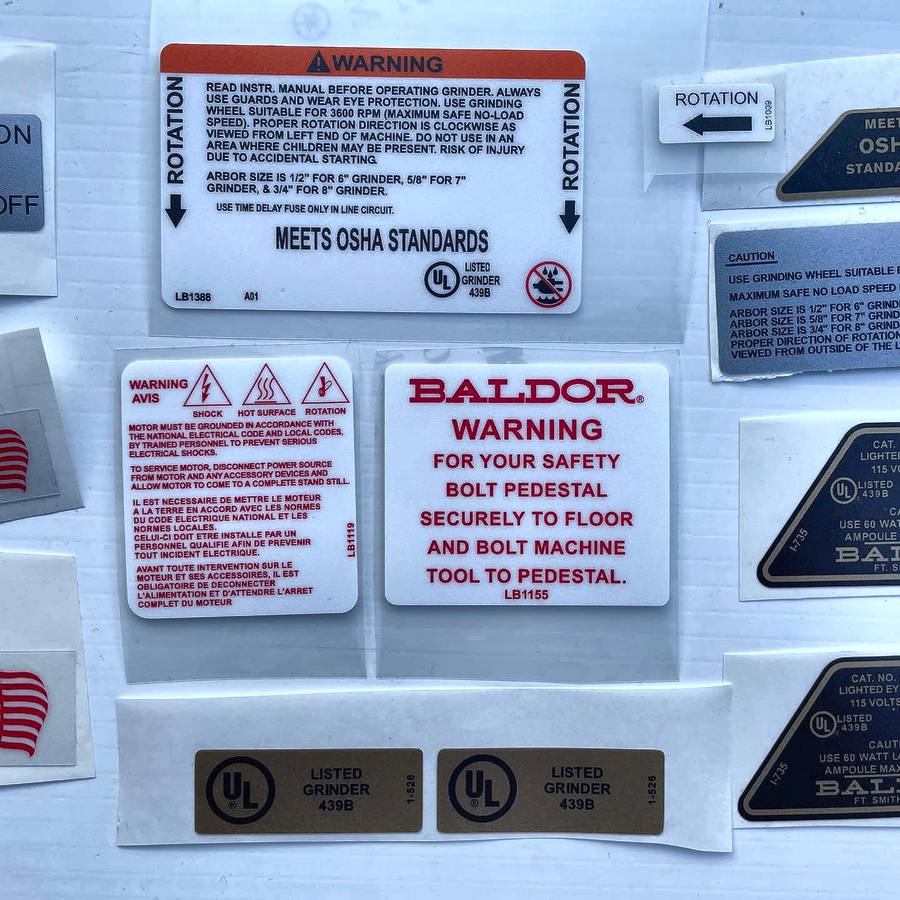 WARNING
READ INSTR. MANUAL BEFORE OPERATING GRINDER. ALWAYS
USE GUARDS AND WEAR EYE PROTECTION. USE GRINDING
WHEEL SUITABLE FOR 3600 RPM (MAXIMUM SAFE NO-LOAD
SPEED). PROPER ROTATION DIRECTION IS CLOCKWISE AS
VIEWED FROM LEFT END OF MACHINE. DO NOT USE IN AN
AREA WHERE CHILDREN MAY BE PRESENT. RISK OF INJURY
DUE TO ACCIDENTAL STARTING.
ARBOR SIZE IS 1/2" FOR 6" GRINDER, 5/8" FOR 7"
GRINDER, & 3/4" FOR 8" GRINDER.
USE TIME DELAY FUSE ONLY IN LINE CIRCUIT.
MEETS OSHA STANDARDS
UL
LISTED
GRINDER
439B
LB1388 A01
ROTATION
ROTATION
ROTATION
LB1009
MEET
OSH
STANDA
ON
OFF
CAUTION
USE GRINDING WHEEL SUITABLE F
MAXIMUM SAFE NO LOAD SPEED
ARBOR SIZE IS 1/2" FOR 6" GRIND
ARBOR SIZE IS 5/8" FOR 7" GRIND
ARBOR SIZE IS 3/4" FOR 8" GRIND
PROPER DIRECTION OF ROTATION
VIEWED FROM OUTSIDE OF THE L
WARNING
AVIS
SHOCK HOT SURFACE ROTATION
MOTOR MUST BE GROUNDED IN ACCORDANCE WITH
THE NATIONAL ELECTRICAL CODE AND LOCAL CODES,
BY TRAINED PERSONNEL TO PREVENT SERIOUS
ELECTRICAL SHOCKS.
TO SERVICE MOTOR, DISCONNECT POWER SOURCE
FROM MOTOR AND ANY ACCESSORY DEVICES AND
ALLOW MOTOR TO COME TO A COMPLETE STAND STILL.
IL EST NECESSAIRE DE METTRE LE MOTEUR
A LA TERRE EN ACCORD AVEC LES NORMES
DU CODE ELECTRIQUE NATIONAL ET LES
NORMES LOCALES.
CELUI-CI DOIT ETRE INSTALLE PAR UN
PERSONNEL QUALIFIE AFIN DE PREVENIR
TOUT INCIDENT ELECTRIQUE.
AVANT TOUTE INTERVENTION SUR LE
MOTEUR ET SES ACCESSOIRES, IL EST
OBLIGATOIRE DE DECONNECTER
L'ALIMENTATION ET D'ATTENDRE L'ARRET
COMPLET DU MOTEUR
LB1119
BALDOR®
WARNING
FOR YOUR SAFETY
BOLT PEDESTAL
SECURELY TO FLOOR
AND BOLT MACHINE
TOOL TO PEDESTAL.
LB1155
CAT.
LIGHTE
115 VO
UL LISTED
439B
CA
USE 60 WAT
AMPOULE
BAL
FT. S
I-735
CAT. NO.
LIGHTED EY
115 VOLTS
UL LISTED
439B
CAUT
USE 60 WATT LA
AMPOULE MAX
BAL
FT. SMITH
I-735
UL®
LISTED
GRINDER
439B
1-526
UL®
LISTED
GRINDER
439B
1-526